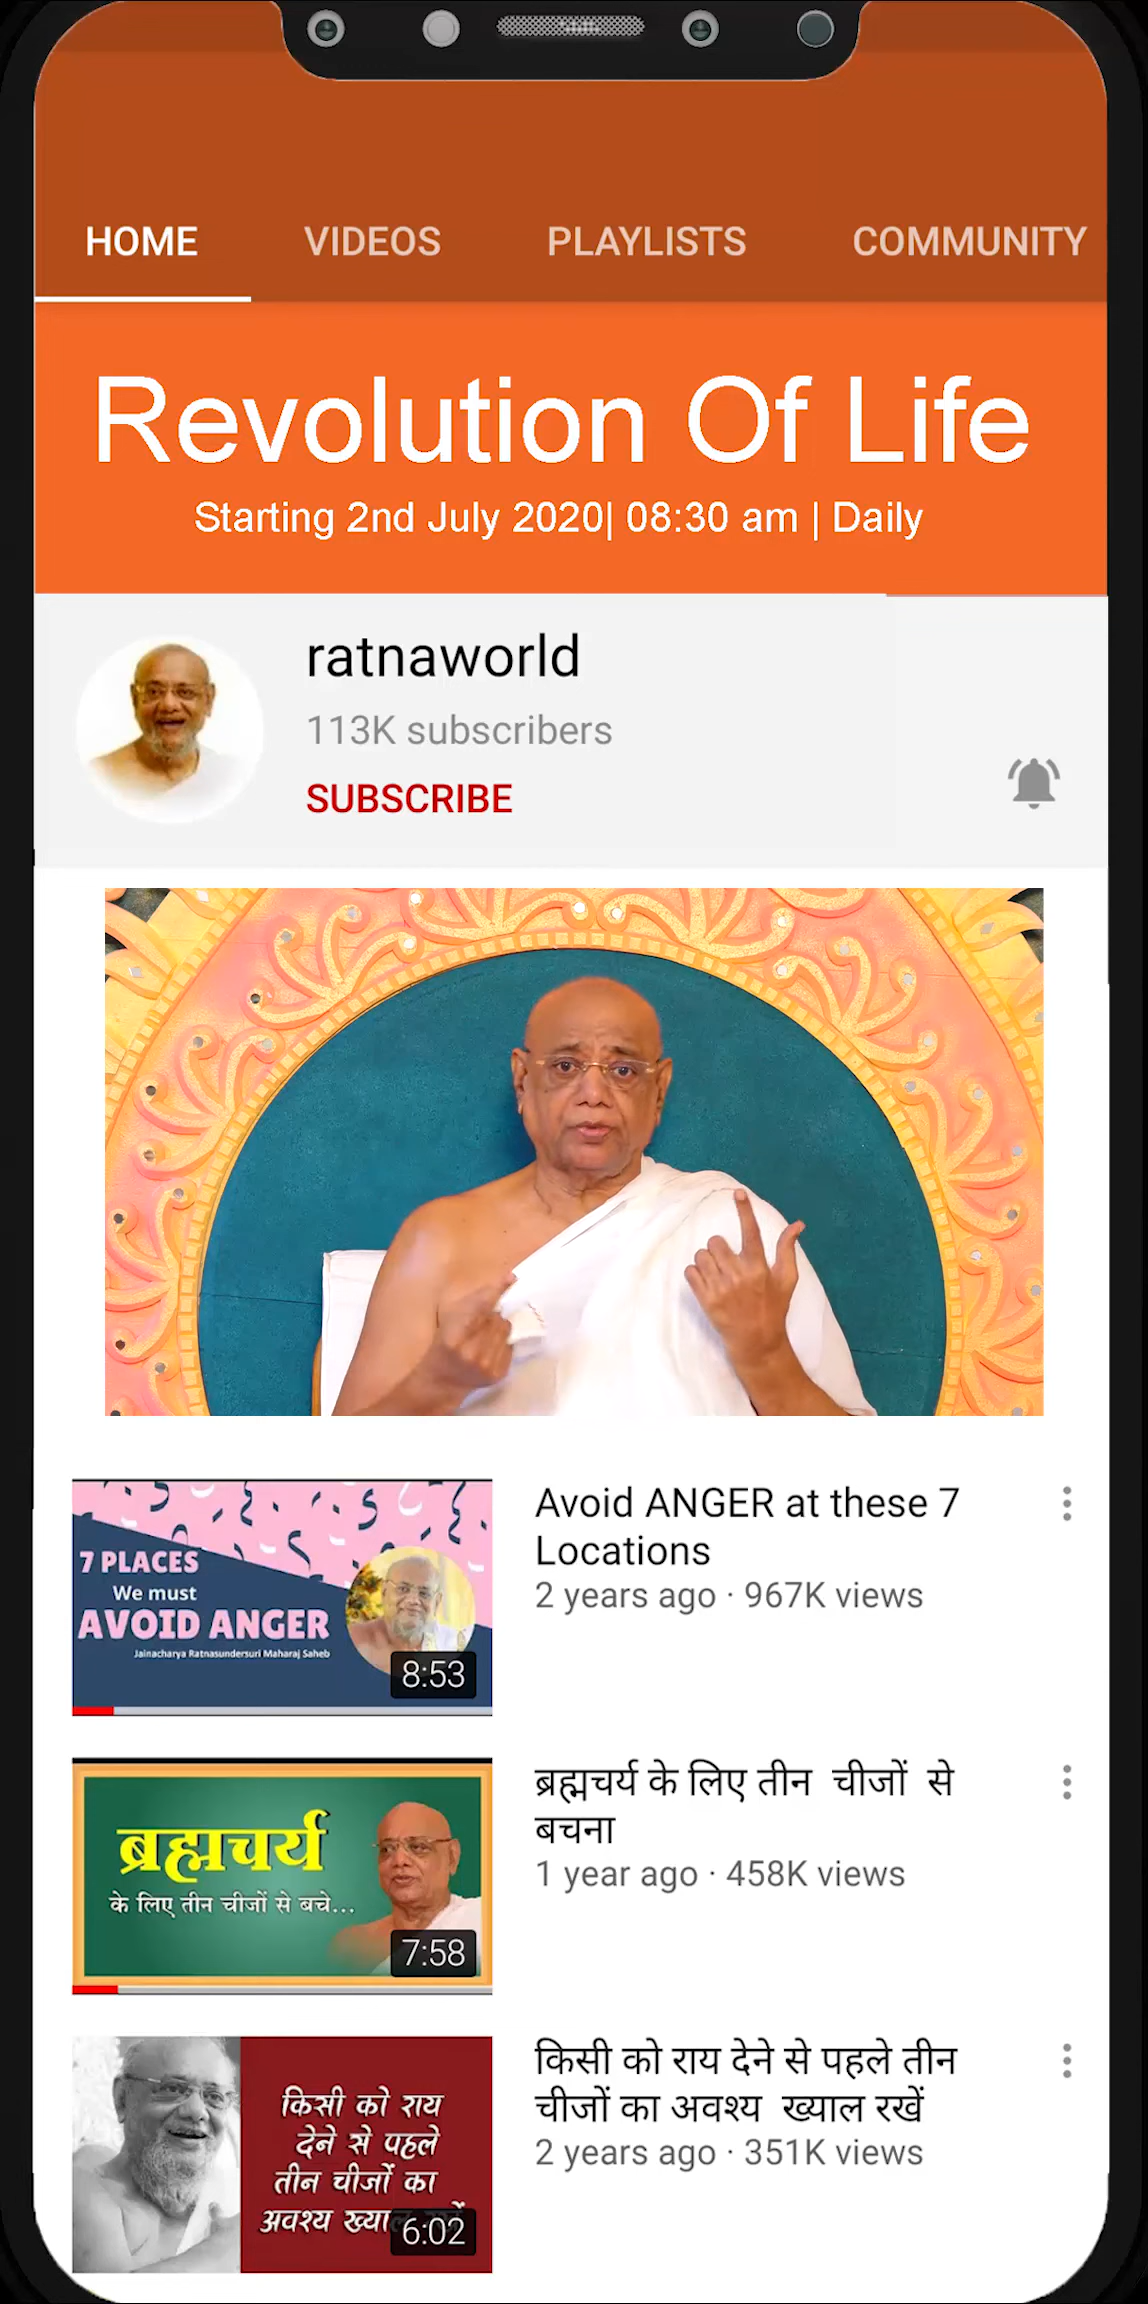 HOME VIDEOS PLAYLISTS COMMUNITY
Revolution Of Life
Starting 2nd July 2020| 08:30 am | Daily
ratnaworld
113K subscribers
SUBSCRIBE
7 PLACES
We must
AVOID ANGER
Jainacharya Ratnasundersuri Maharaj Saheb
8:53
Avoid ANGER at these 7
Locations
2 years ago · 967K views
ब्रह्मचर्य
के लिए तीन चीजों से बचे...
7:58
ब्रह्मचर्य के लिए तीन चीजों से
बचना
1 year ago · 458K views
किसी को राय
देने से पहले
तीन चीजों का
अवश्य
6:02
किसी को राय देने से पहले तीन
चीजों का अवश्य ख्याल रखें
2 years ago · 351K views